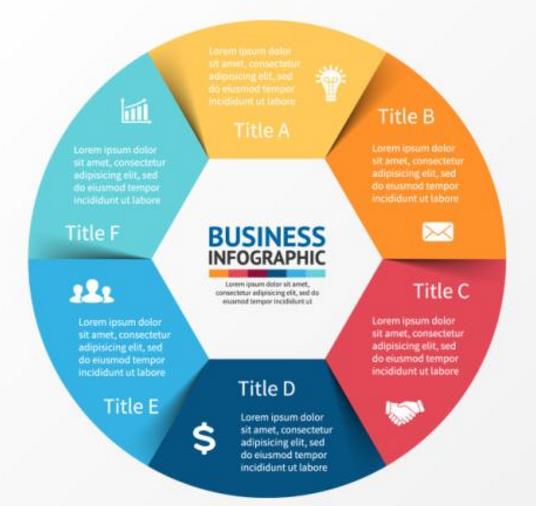 Lorem ipsum dolor
sit amet, consectetur
adipisicing elit, sed
do eiusmod tempor
incididunt ut labore
Title A
Title B
Lorem ipsum dolor
sit amet, consectetur
adipisicing elit, sed
do eiusmod tempor
incididunt ut labore
Title C
Lorem ipsum dolor
sit amet, consectetur
adipisicing elit, sed
do eiusmod tempor
incididunt ut labore
Title D
Lorem ipsum dolor
sit amet, consectetur
adipisicing elit, sed
do eiusmod tempor
incididunt ut labore
Lorem ipsum dolor
sit amet, consectetur
adipisicing elit, sed
do eiusmod tempor
incididunt ut labore
Title E
Lorem ipsum dolor
sit amet, consectetur
adipisicing elit, sed
do eiusmod tempor
incididunt ut labore
Title F
BUSINESS
INFOGRAPHIC
Lorem ipsum dolor sit amet,
consectetur adipisicing elit, sed do
eiusmod tempor incididunt ut
$